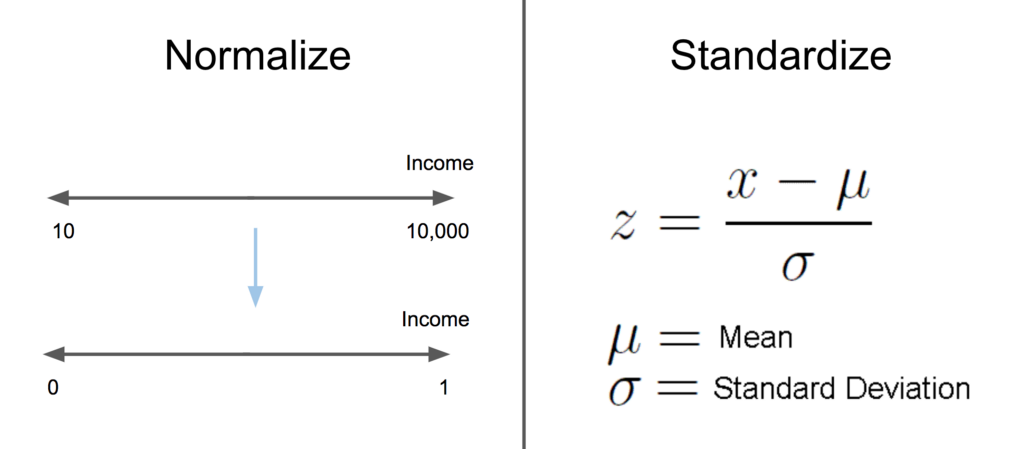 Normalize
Income
10 10,000
Income
0 1
Standardize
z = x − μ / σ
μ = Mean
σ = Standard Deviation